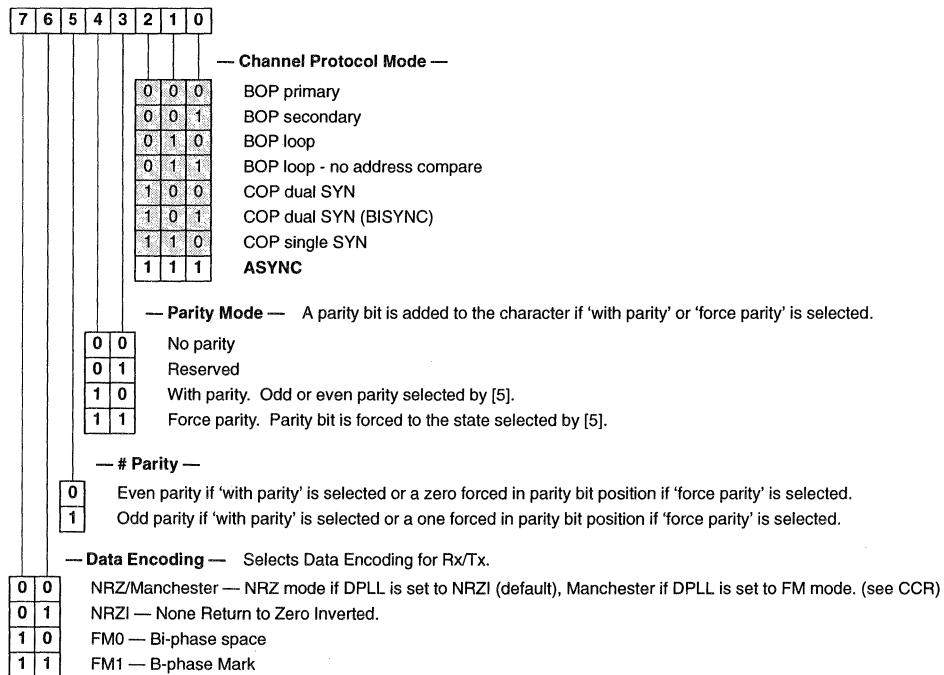 7 6 5 4 3 2 1 0
— Channel Protocol Mode —
0 0 0 BOP primary
0 0 1 BOP secondary
0 1 0 BOP loop
0 1 1 BOP loop - no address compare
1 0 0 COP dual SYN
1 0 1 COP dual SYN (BISYNC)
1 1 0 COP single SYN
1 1 1 ASYNC
— Parity Mode — A parity bit is added to the character if 'with parity' or 'force parity' is selected.
0 0 No parity
0 1 Reserved
1 0 With parity. Odd or even parity selected by [5].
1 1 Force parity. Parity bit is forced to the state selected by [5].
— # Parity —
0 Even parity if 'with parity' is selected or a zero forced in parity bit position if 'force parity' is selected.
1 Odd parity if 'with parity' is selected or a one forced in parity bit position if 'force parity' is selected.
— Data Encoding — Selects Data Encoding for Rx/Tx.
0 0 NRZ/Manchester — NRZ mode if DPLL is set to NRZI (default), Manchester if DPLL is set to FM mode. (see CCR)
0 1 NRZI — None Return to Zero Inverted.
1 0 FM0 — Bi-phase space
1 1 FM1 — B-phase Mark